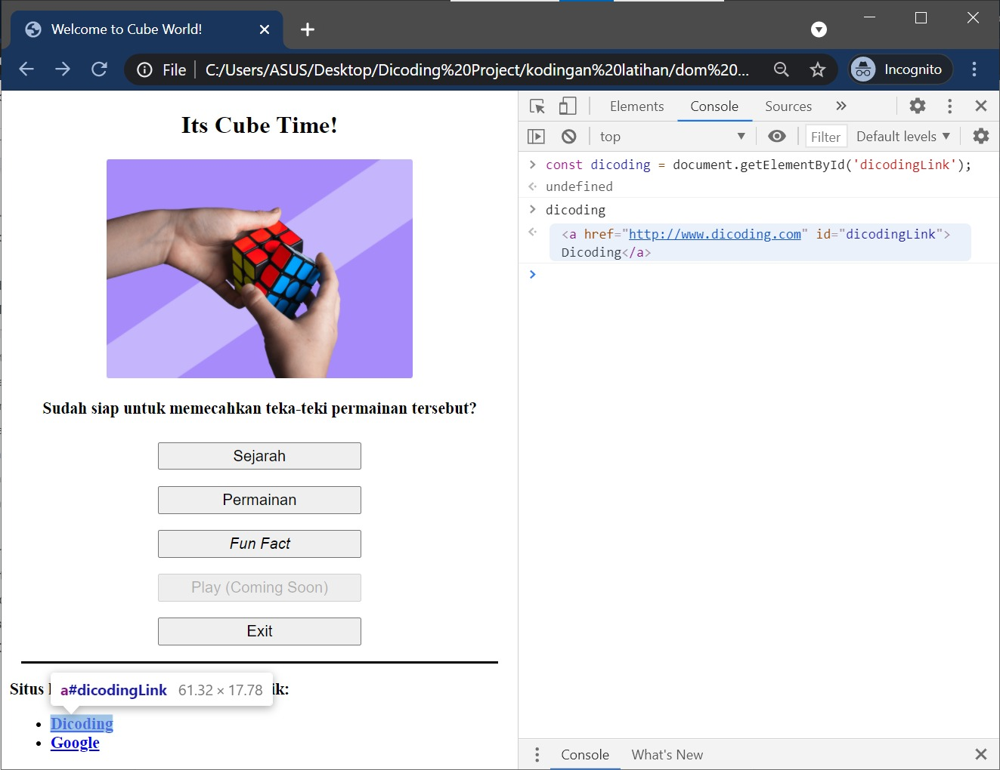 Welcome to Cube World!
File C:/Users/ASUS/Desktop/Dicoding%20Project/kodingan%20latihan/dom%20... Incognito
Its Cube Time!
Sudah siap untuk memecahkan teka-teki permainan tersebut?
Sejarah
Permainan
Fun Fact
Play (Coming Soon)
Exit
Situs ik:
a#dicodingLink 61.32 × 17.78
Dicoding
Google
Elements Console Sources
top Filter Default levels
const dicoding = document.getElementById('dicodingLink');
undefined
dicoding
<a href="http://www.dicoding.com" id="dicodingLink">
Dicoding</a>
Console What's New